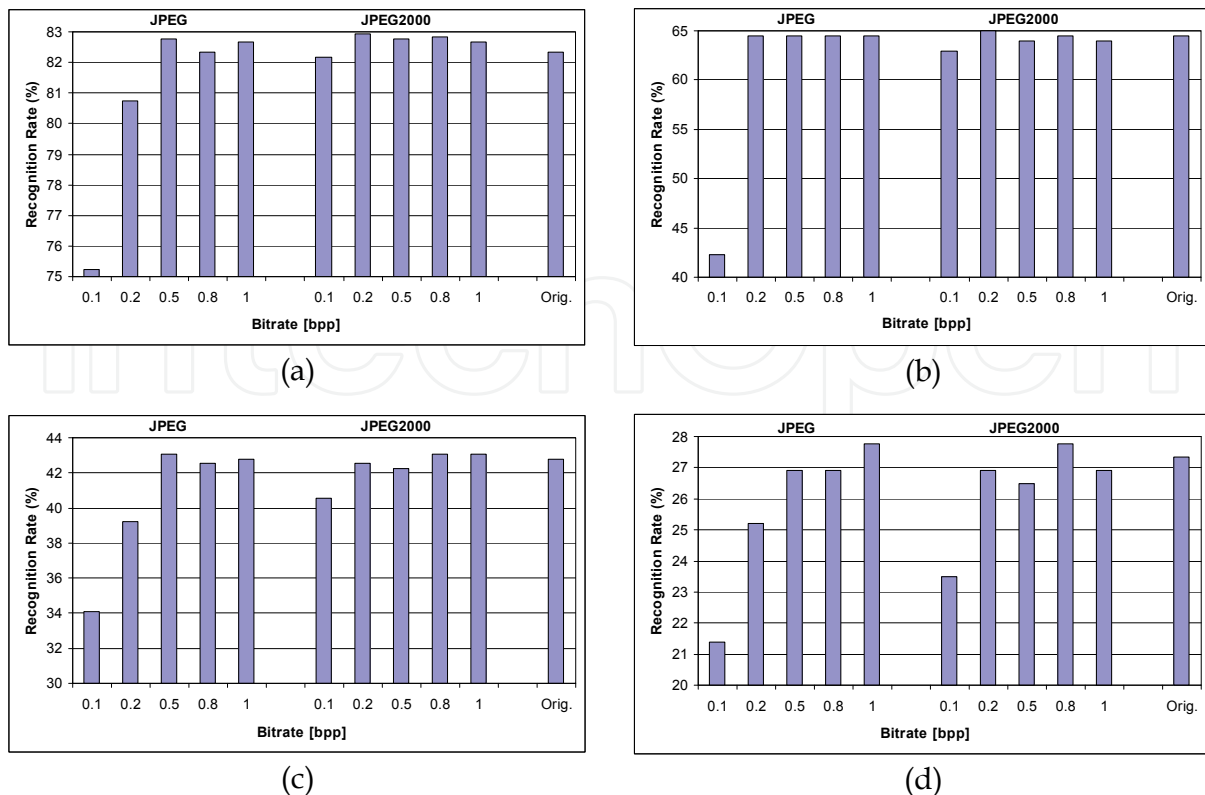 JPEG JPEG2000
Recognition Rate (%)
83
82
81
80
79
78
77
76
75
0.1 0.2 0.5 0.8 1 0.1 0.2 0.5 0.8 1 Orig.
Bitrate [bpp]
(a)
JPEG JPEG2000
Recognition Rate (%)
65
60
55
50
45
40
0.1 0.2 0.5 0.8 1 0.1 0.2 0.5 0.8 1 Orig.
Bitrate [bpp]
(b)
intechopen
JPEG JPEG2000
Recognition Rate (%)
44
42
40
38
36
34
32
30
0.1 0.2 0.5 0.8 1 0.1 0.2 0.5 0.8 1 Orig.
Bitrate [bpp]
(c)
JPEG JPEG2000
Recognition Rate (%)
28
27
26
25
24
23
22
21
20
0.1 0.2 0.5 0.8 1 0.1 0.2 0.5 0.8 1 Orig.
Bitrate [bpp]
(d)